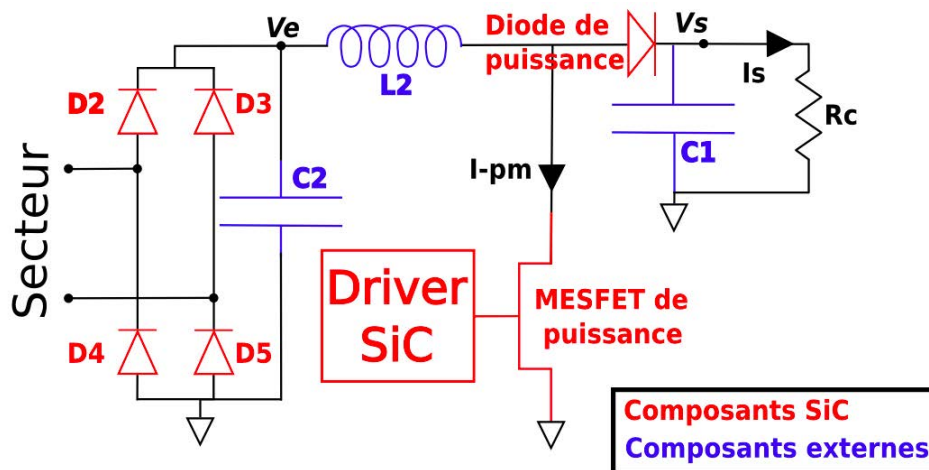 Ve
Diode de
puissance
Vs
L2
Is
D2
D3
Rc
C1
C2
I-pm
Secteur
Driver
SiC
MESFET de
puissance
D4
D5
Composants SiC
Composants externes